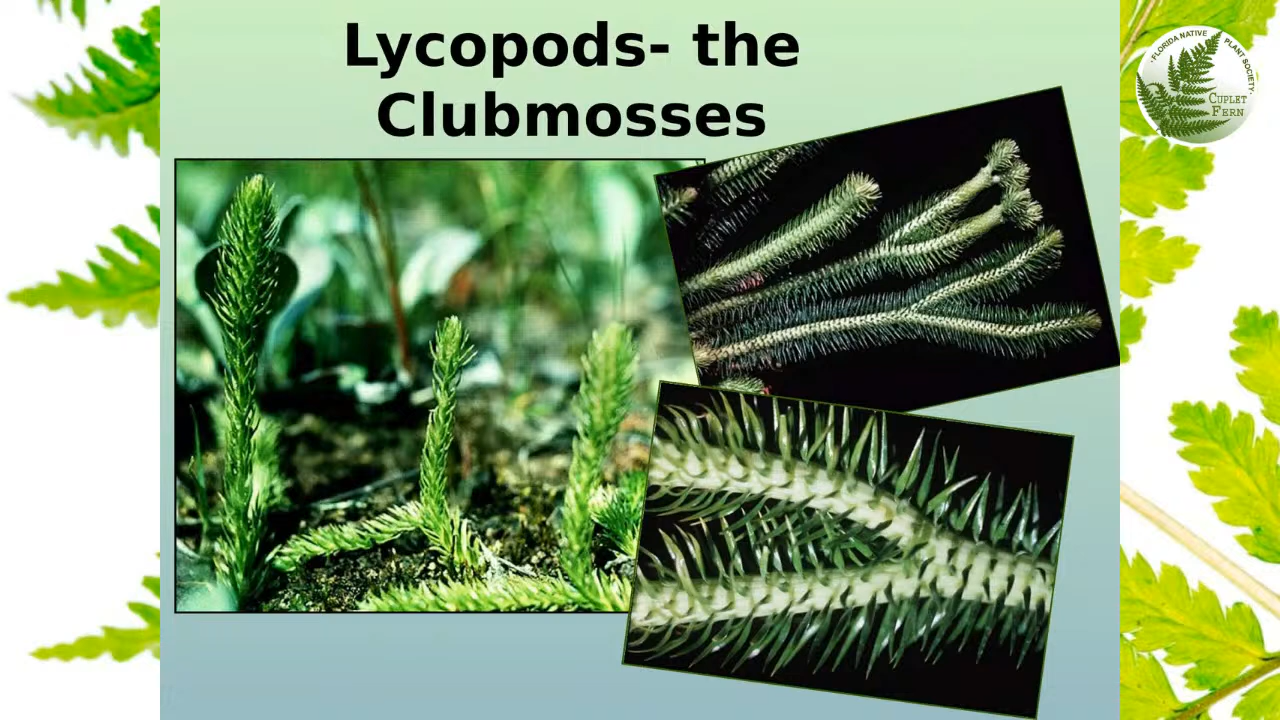 Lycopods- the
Clubmosses
·FLORIDA NATIVE PLANT SOCIETY·
CUPLET
FERN